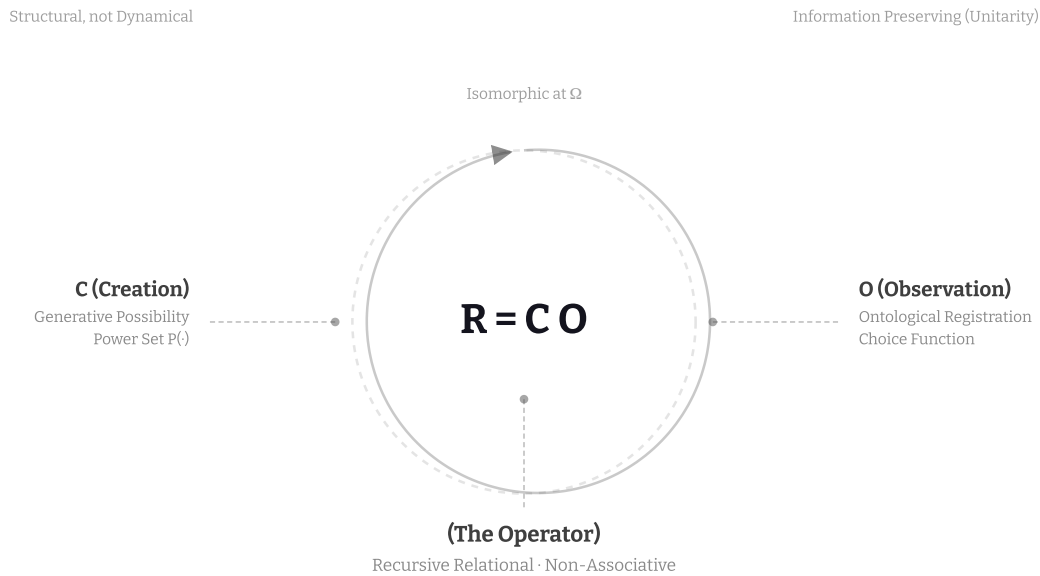 Structural, not Dynamical
Information Preserving (Unitarity)
Isomorphic at Ω
C (Creation)
Generative Possibility
Power Set P(·)
R = C O
O (Observation)
Ontological Registration
Choice Function
(The Operator)
Recursive Relational · Non-Associative